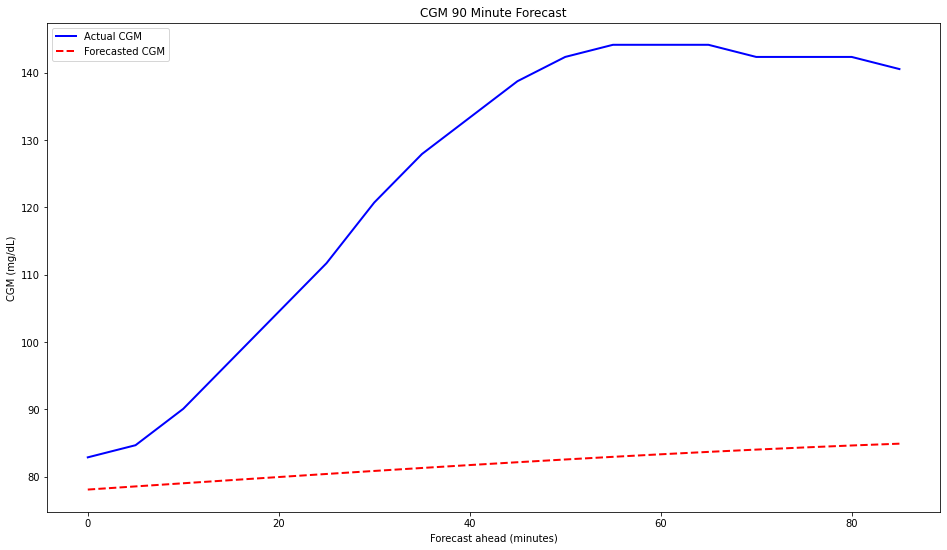 CGM 90 Minute Forecast
Actual CGM
Forecasted CGM
CGM (mg/dL)
140
130
120
110
100
90
80
0 20 40 60 80
Forecast ahead (minutes)